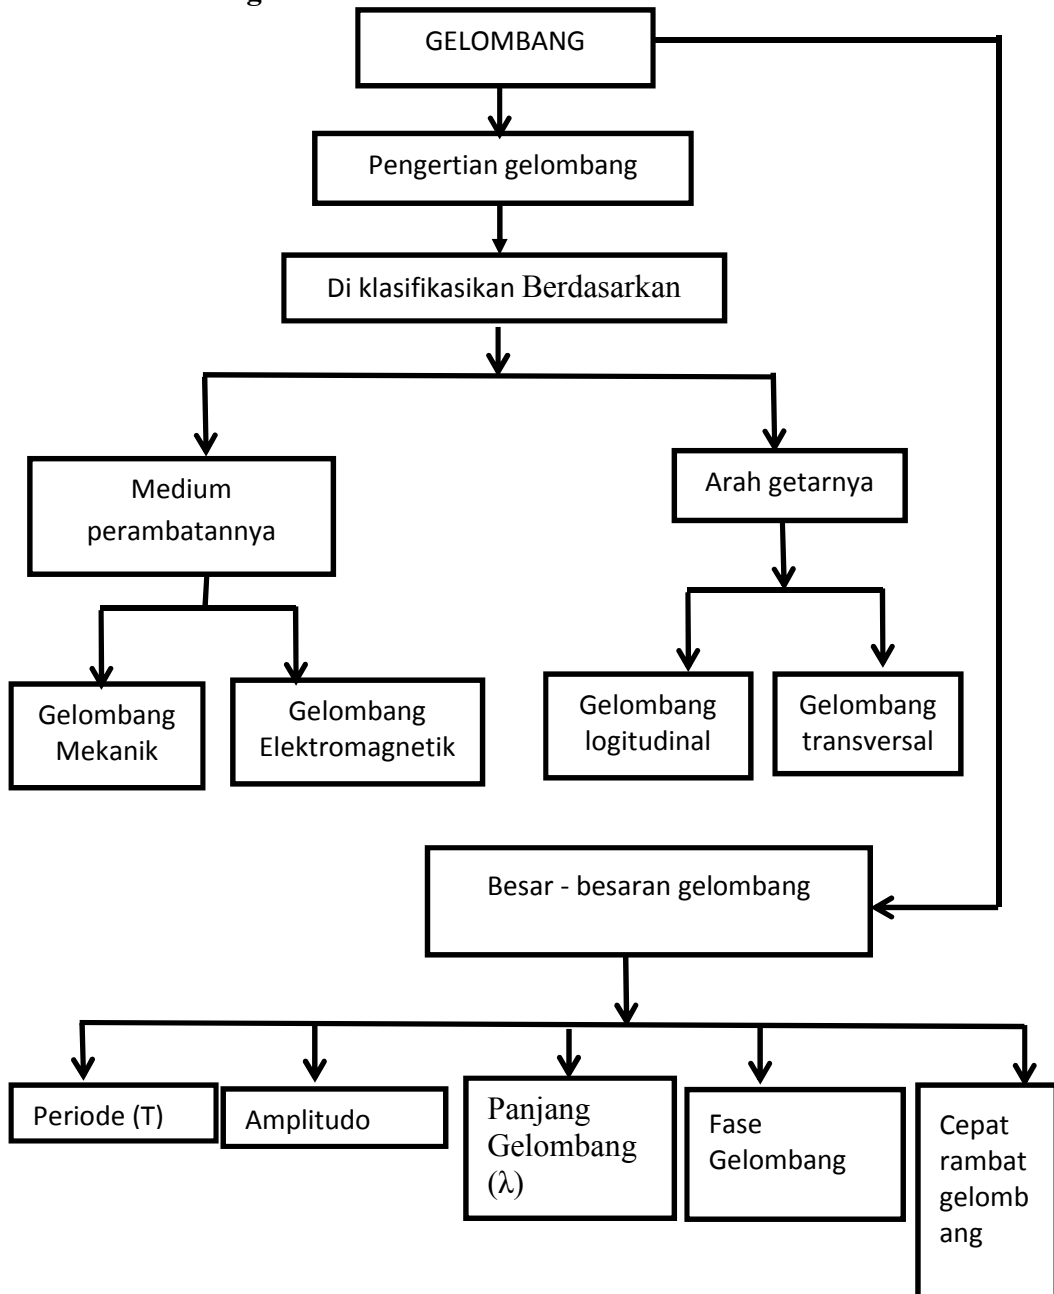 g
GELOMBANG
Pengertian gelombang
Di klasifikasikan Berdasarkan
Medium
perambatannya
Arah getarnya
Gelombang
Mekanik
Gelombang
Elektromagnetik
Gelombang
logitudinal
Gelombang
transversal
Besar - besaran gelombang
Periode (T)
Amplitudo
Panjang
Gelombang
(λ)
Fase
Gelombang
Cepat
rambat
gelomb
ang